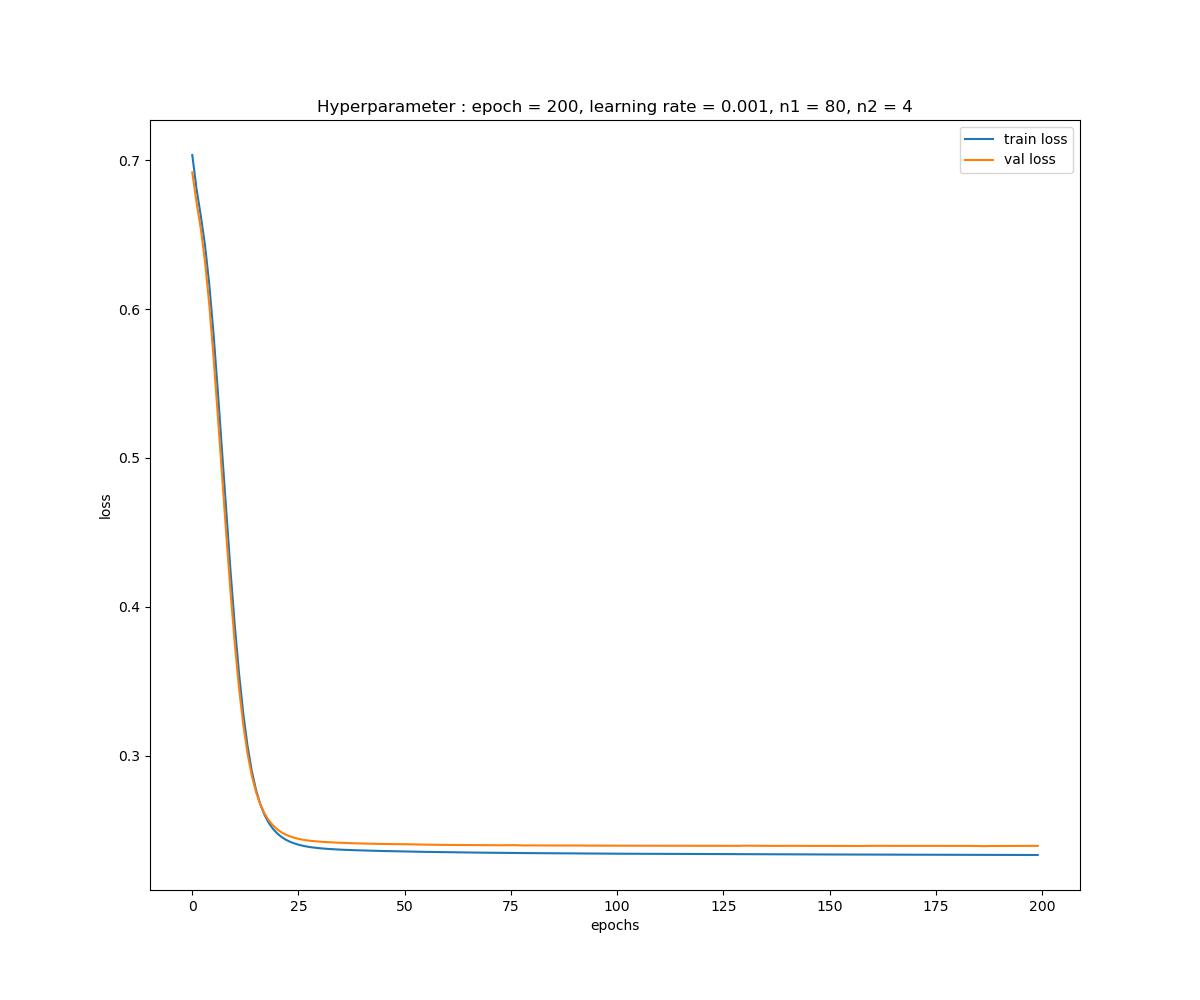 Hyperparameter : epoch = 200, learning rate = 0.001, n1 = 80, n2 = 4
train loss
val loss
0.7
0.6
0.5
0.4
0.3
loss
0 25 50 75 100 125 150 175 200
epochs